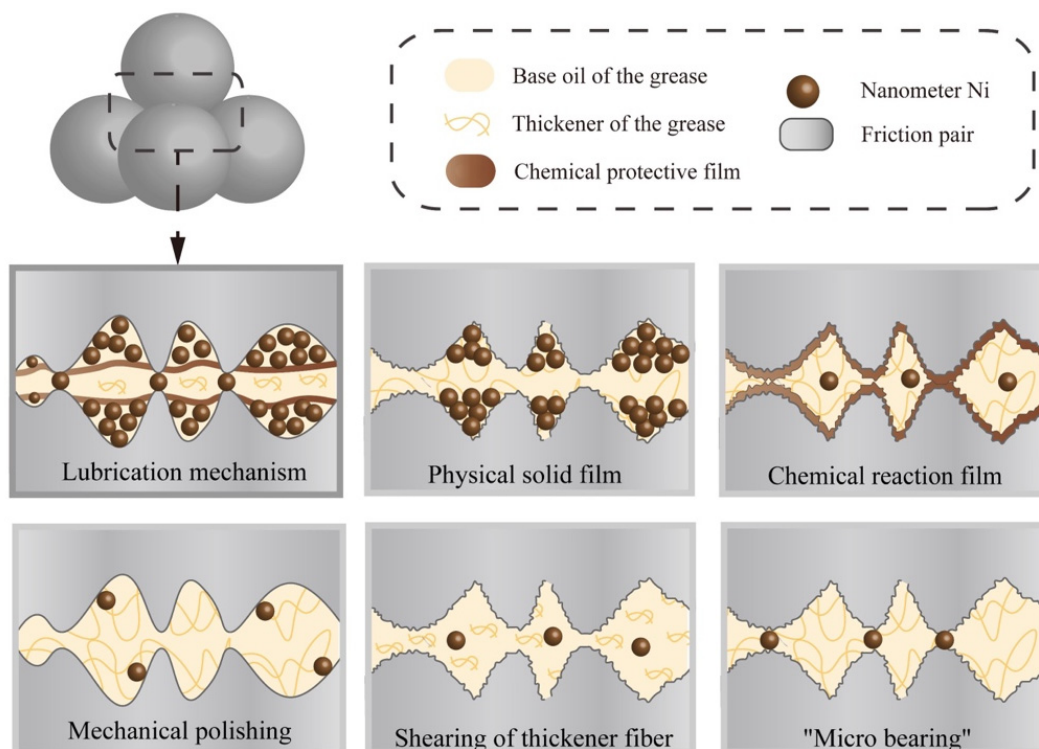 Base oil of the grease
Thickener of the grease
Chemical protective film
Nanometer Ni
Friction pair
Lubrication mechanism
Physical solid film
Chemical reaction film
Mechanical polishing
Shearing of thickener fiber
"Micro bearing"